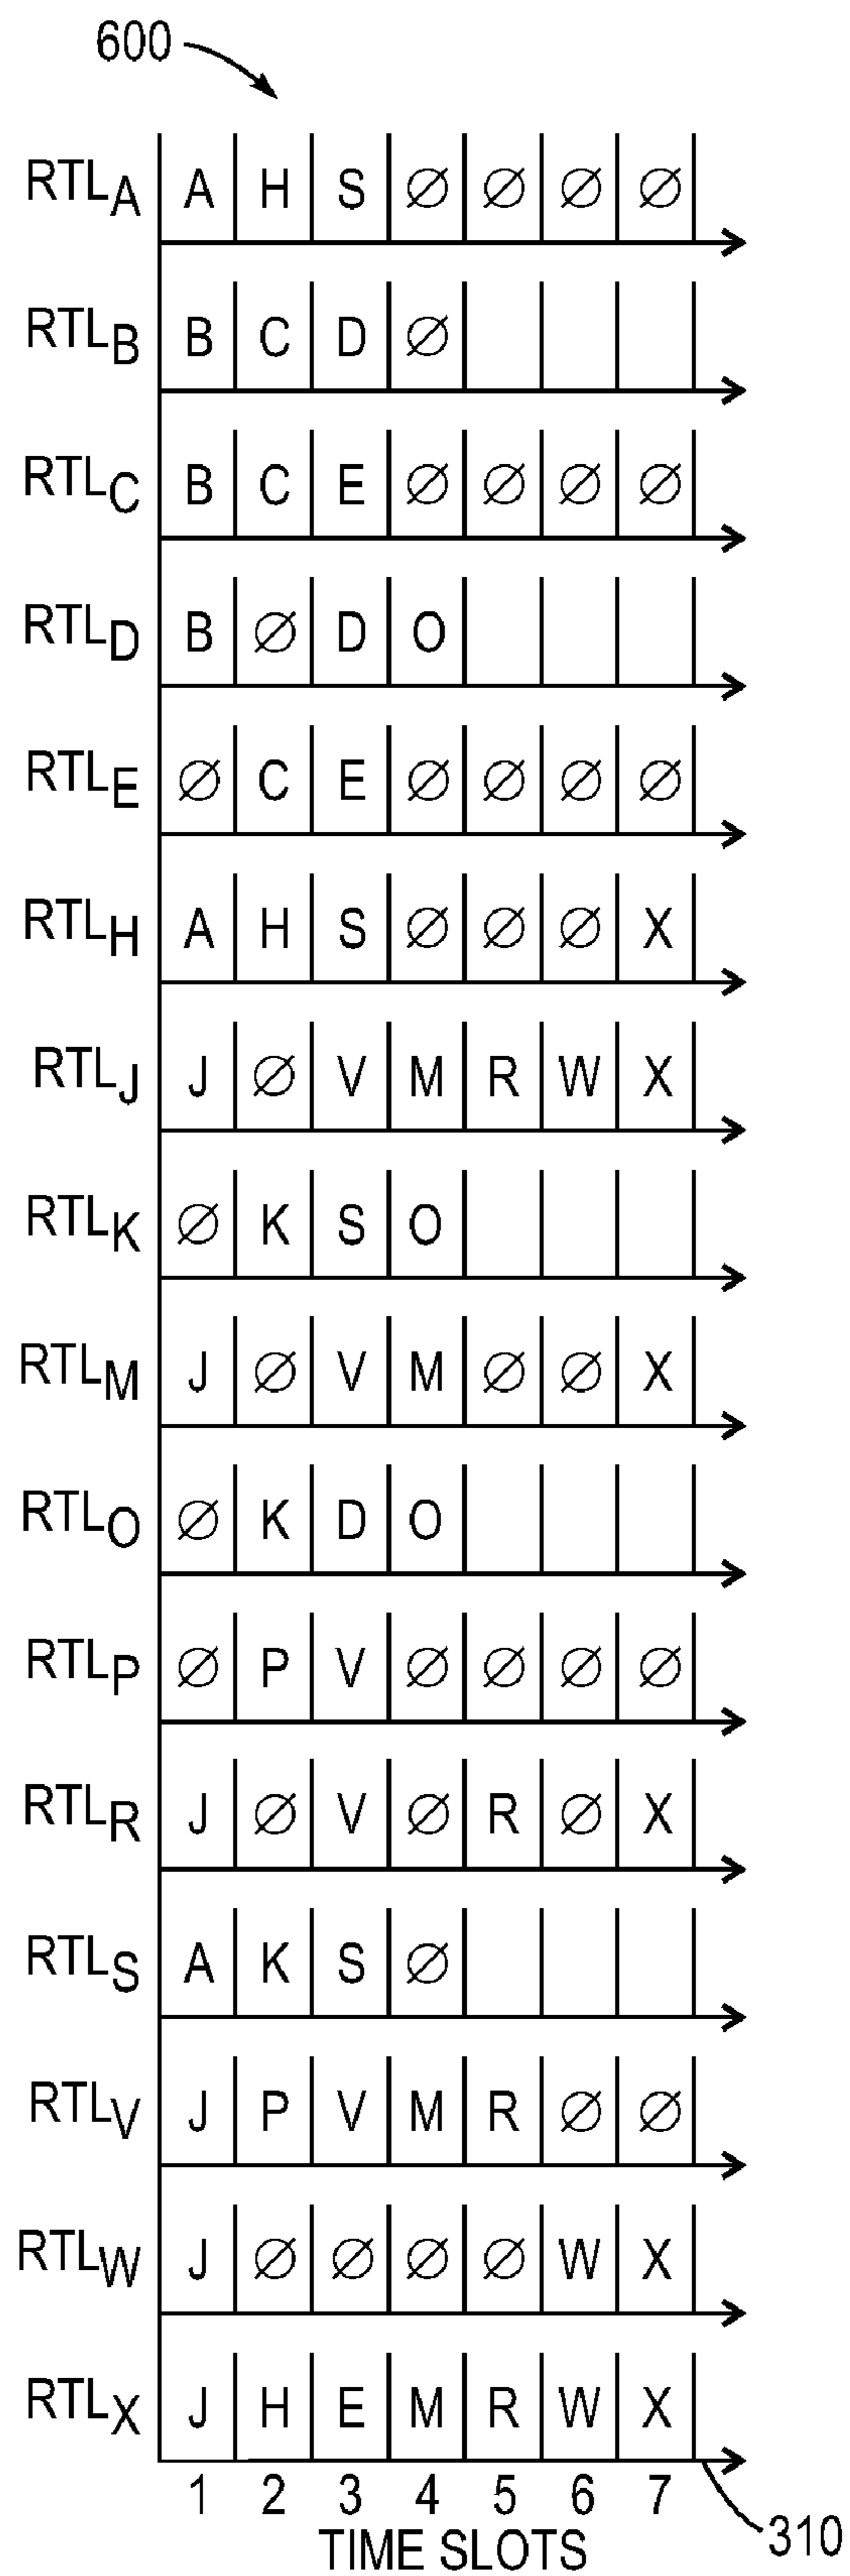 600
RTLA A H S ∅ ∅ ∅ ∅
RTLB B C D ∅
RTLC B C E ∅ ∅ ∅ ∅
RTLD B ∅ D O
RTLE ∅ C E ∅ ∅ ∅ ∅
RTLH A H S ∅ ∅ ∅ X
RTLJ J ∅ V M R W X
RTLK ∅ K S O
RTLM J ∅ V M ∅ ∅ X
RTLO ∅ K D O
RTLP ∅ P V ∅ ∅ ∅ ∅
RTLR J ∅ V ∅ R ∅ X
RTLS A K S ∅
RTLV J P V M R ∅ ∅
RTLW J ∅ ∅ ∅ ∅ W X
RTLX J H E M R W X
1 2 3 4 5 6 7
TIME SLOTS
310